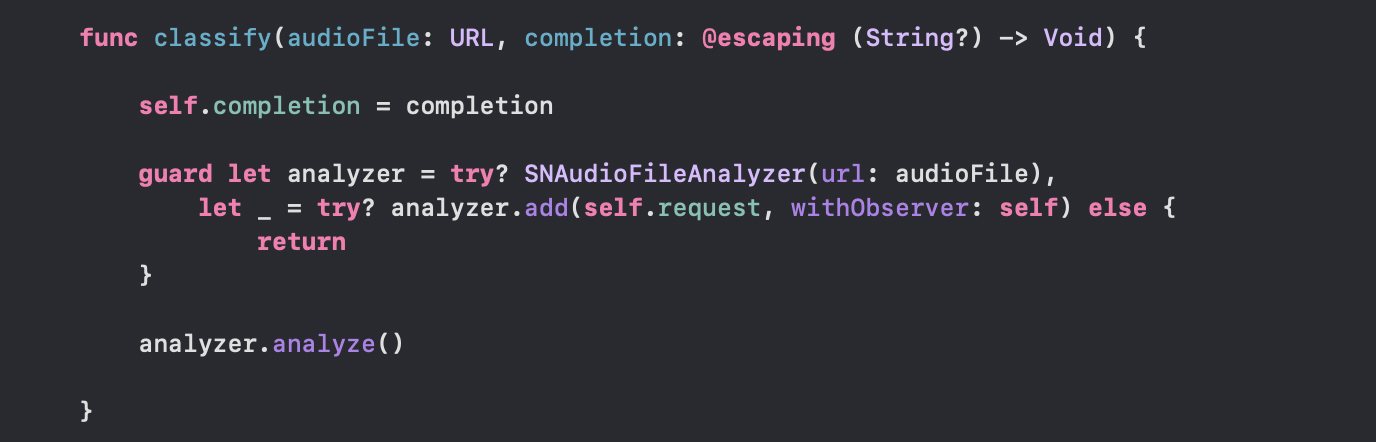 func classify(audioFile: URL, completion: @escaping (String?) -> Void) {
self.completion = completion
guard let analyzer = try? SNAudioFileAnalyzer(url: audioFile),
let _ = try? analyzer.add(self.request, withObserver: self) else {
return
}
analyzer.analyze()
}